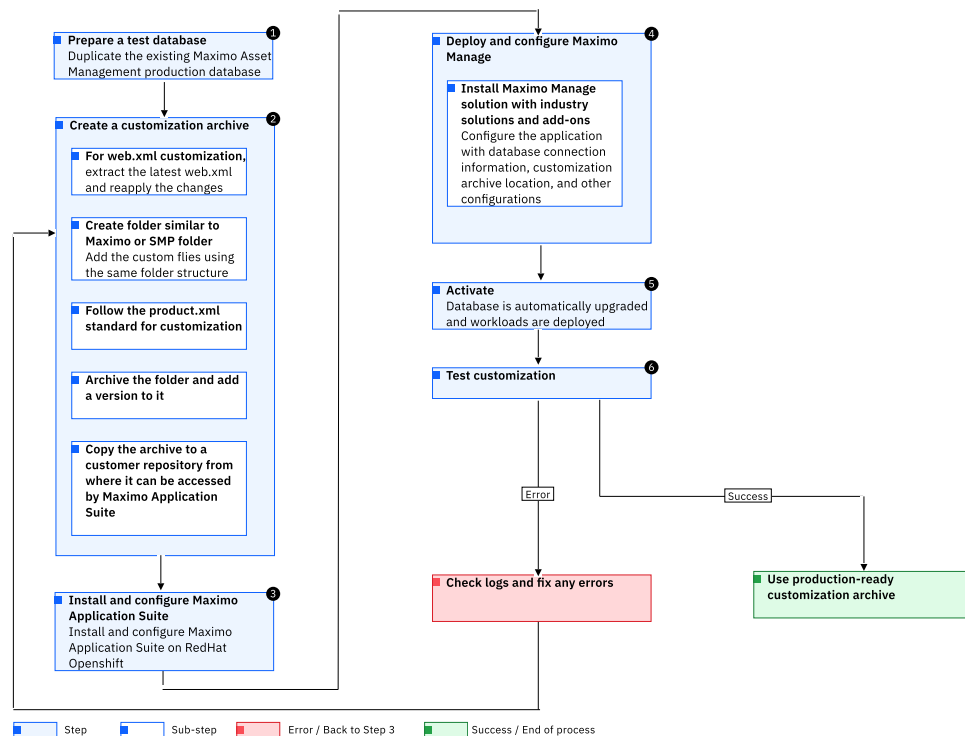 1
Prepare a test database
Duplicate the existing Maximo Asset
Management production database
2
Create a customization archive
For web.xml customization,
extract the latest web.xml
and reapply the changes
Create folder similar to
Maximo or SMP folder
Add the custom flies using
the same folder structure
Follow the product.xml
standard for customization
Archive the folder and add
a version to it
Copy the archive to a
customer repository from
where it can be accessed
by Maximo Application
Suite
3
Install and configure Maximo
Application Suite
Install and configure Maximo
Application Suite on RedHat
Openshift
4
Deploy and configure Maximo
Manage
Install Maximo Manage
solution with industry
solutions and add-ons
Configure the application
with database connection
information, customization
archive location, and other
configurations
5
Activate
Database is automatically upgraded
and workloads are deployed
6
Test customization
Error
Success
Check logs and fix any errors
Use production-ready
customization archive
Step
Sub-step
Error / Back to Step 3
Success / End of process